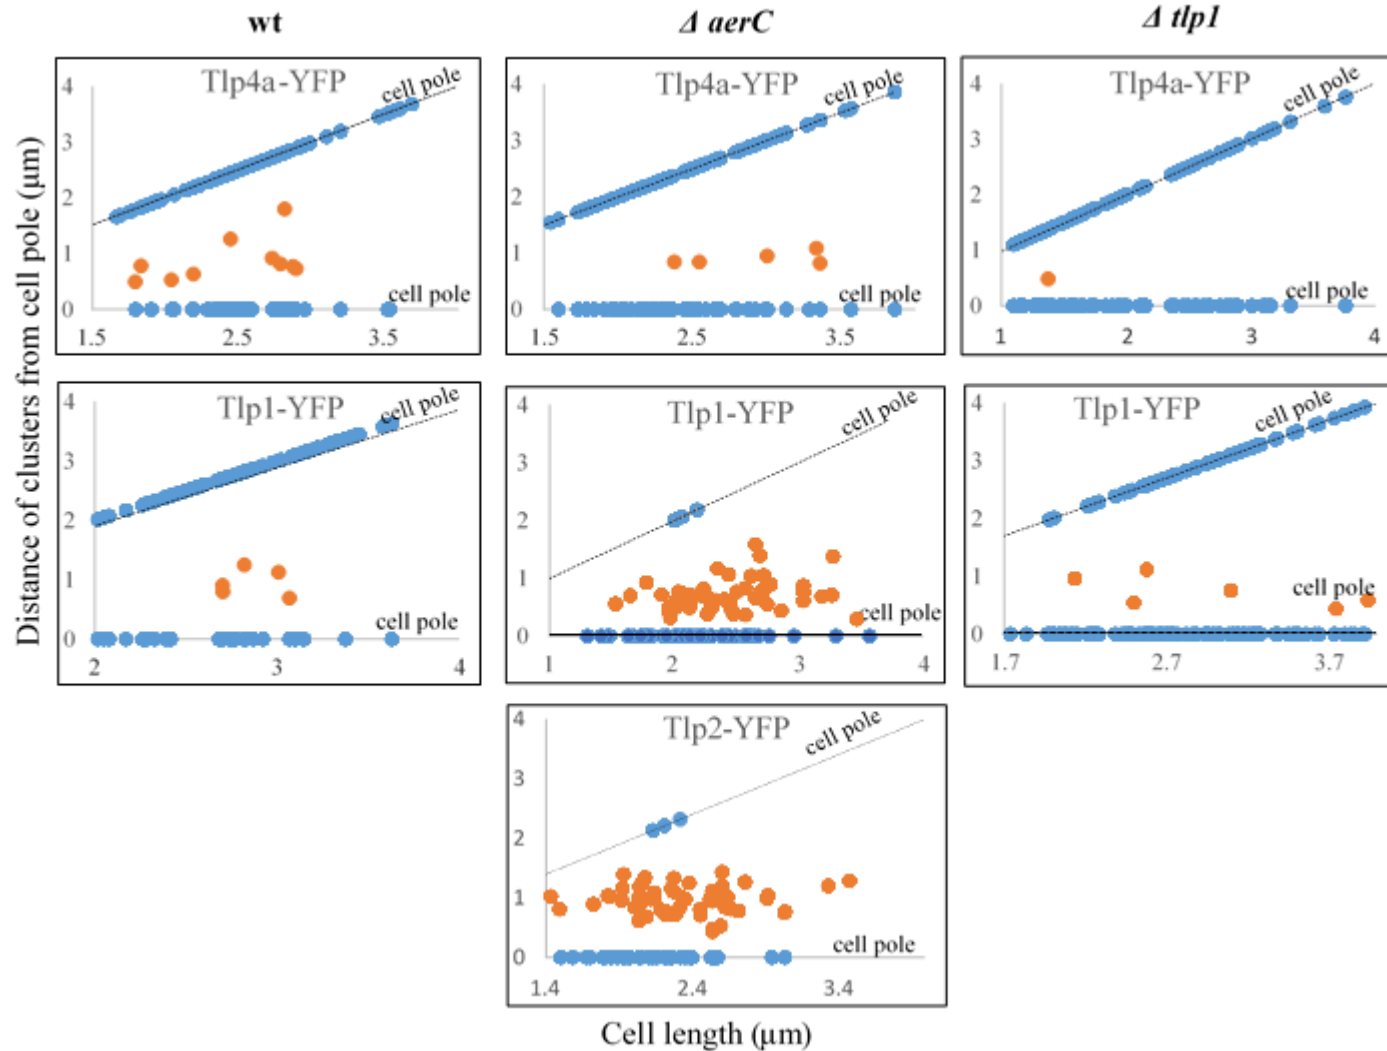 wt
Δ aerC
Δ tlp1
Distance of clusters from cell pole (µm)
Tlp4a-YFP
cell pole
4
3
2
1
0
cell pole
1.5 2.5 3.5
Tlp4a-YFP
cell pole
4
3
2
1
0
cell pole
1.5 2.5 3.5
Tlp4a-YFP
cell pole
4
3
2
1
0
cell pole
1 2 3 4
Tlp1-YFP
cell pole
4
3
2
1
0
cell pole
2 3 4
Tlp1-YFP
cell pole
4
3
2
1
0
cell pole
1 2 3 4
Tlp1-YFP
cell pole
4
3
2
1
0
cell pole
1.7 2.7 3.7
Tlp2-YFP
cell pole
4
3
2
1
0
cell pole
1.4 2.4 3.4
Cell length (µm)